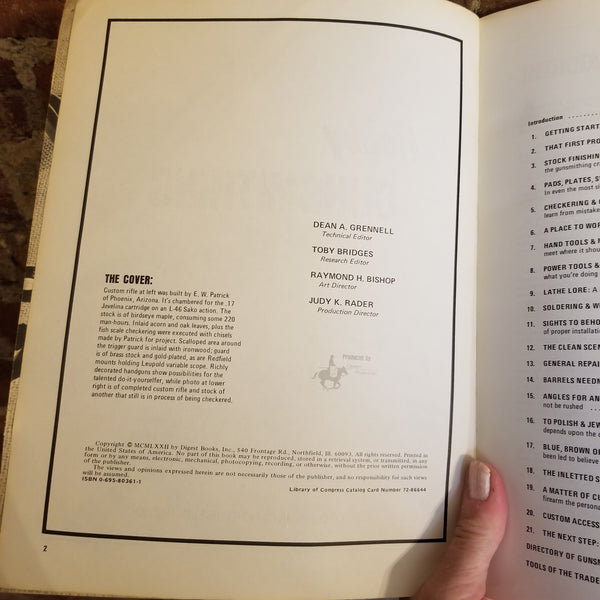 DEAN A. GRENNELL
Technical Editor
TOBY BRIDGES
Research Editor
RAYMOND H. BISHOP
Art Director
JUDY K. RADER
Production Director
THE COVER:
Custom rifle at left was built by E. W. Patrick
of Phoenix, Arizona. It's chambered for the .17
Javelina cartridge on an L-46 Sako action. The
stock is of birdseye maple, consuming some 220
man-hours. Inlaid acorn and oak leaves, plus the
fish scale checkering were executed with chisels
made by Patrick for project. Scalloped area around
the trigger guard is inlaid with ironwood; guard
is of brass stock and gold-plated, as are Redfield
mounts holding Leupold variable scope. Richly
decorated handguns show possibilities for the
talented do-it-yourselfer, while photo at lower
right is of completed custom rifle and stock of
another that still is in process of being checkered.
Produced by
Copyright © MCMLXXII by Digest Books, Inc., 540 Frontage Rd., Northfield, Ill. 60093. All rights reserved. Printed in
the United States of America. No part of this book may be reproduced, stored in a retrieval system, or transmitted, in any
form or by any means, electronic, mechanical, photocopying, recording, or otherwise, without the prior written permission
of the publisher.
The views and opinions expressed herein are not necessarily those of the publisher, and no responsibility for such views
will be assumed.
ISBN 0-695-80361-1
Library of Congress Catalog Card Number 72-86644
2
Introduction
1. GETTING START
2. THAT FIRST PRO
3. STOCK FINISHING
the gunsmithing cr
4. PADS, PLATES, S
In even the most si
5. CHECKERING &
learn from mistake
6. A PLACE TO WOR
7. HAND TOOLS &
meet where it shou
8. POWER TOOLS &
what you're doing
9. LATHE LORE: A
10. SOLDERING & W
11. SIGHTS TO BEHO
of proper installation
12. THE CLEAN SCEN
13. GENERAL REPAI
14. BARRELS NEEDN
15. ANGLES FOR AN
not be rushed
16. TO POLISH & JEW
depends upon the
17. BLUE, BROWN O
been led to believe
18. THE INLETTED S
19. A MATTER OF CU
firearm the persona
20. CUSTOM ACCESS
21. THE NEXT STEP:
DIRECTORY OF GUNSM
TOOLS OF THE TRADE